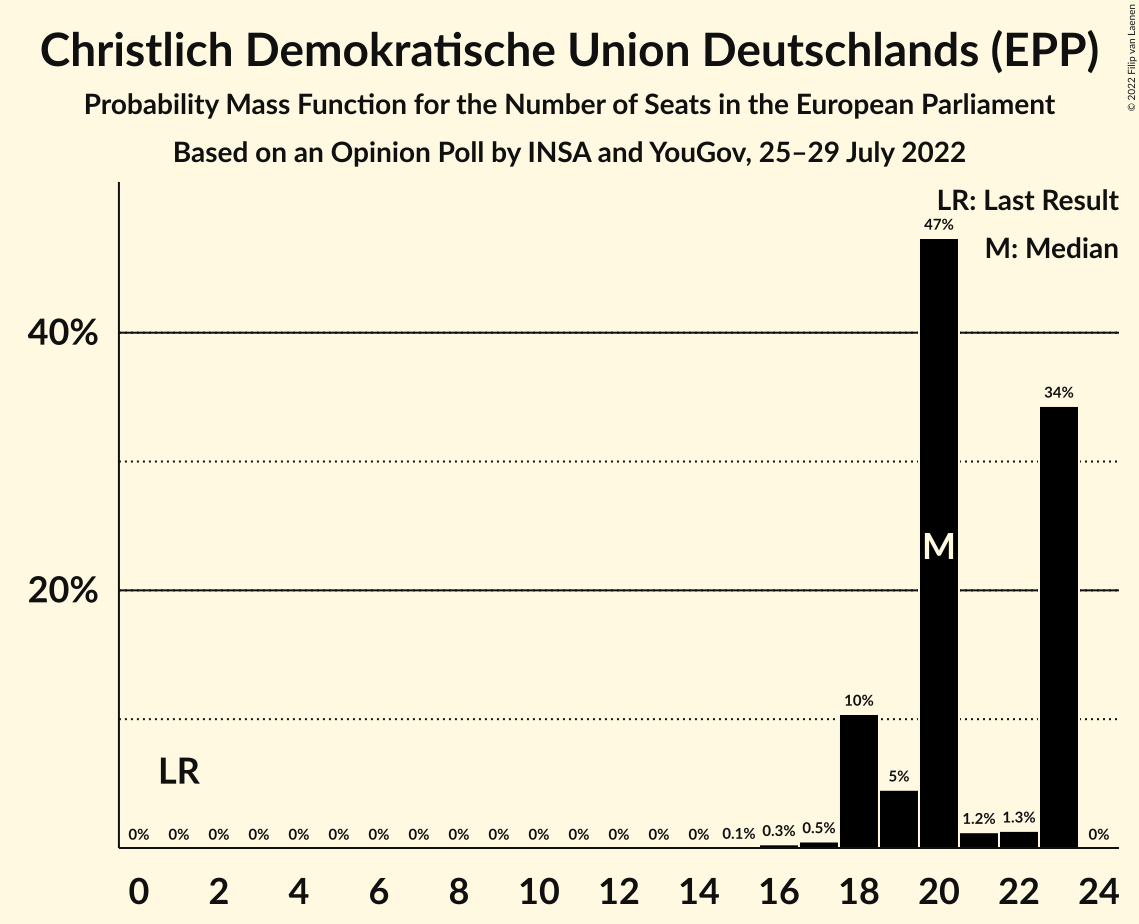 Christlich Demokratische Union Deutschlands (EPP)
Probability Mass Function for the Number of Seats in the European Parliament
Based on an Opinion Poll by INSA and YouGov, 25–29 July 2022
© 2022 Filip van Laenen
LR: Last Result
M: Median
47%
40%
34%
M
20%
10%
LR
5%
0% 0% 0% 0% 0% 0% 0% 0% 0% 0% 0% 0% 0% 0% 0% 0.1% 0.3% 0.5% 1.2% 1.3% 0%
0 2 4 6 8 10 12 14 16 18 20 22 24